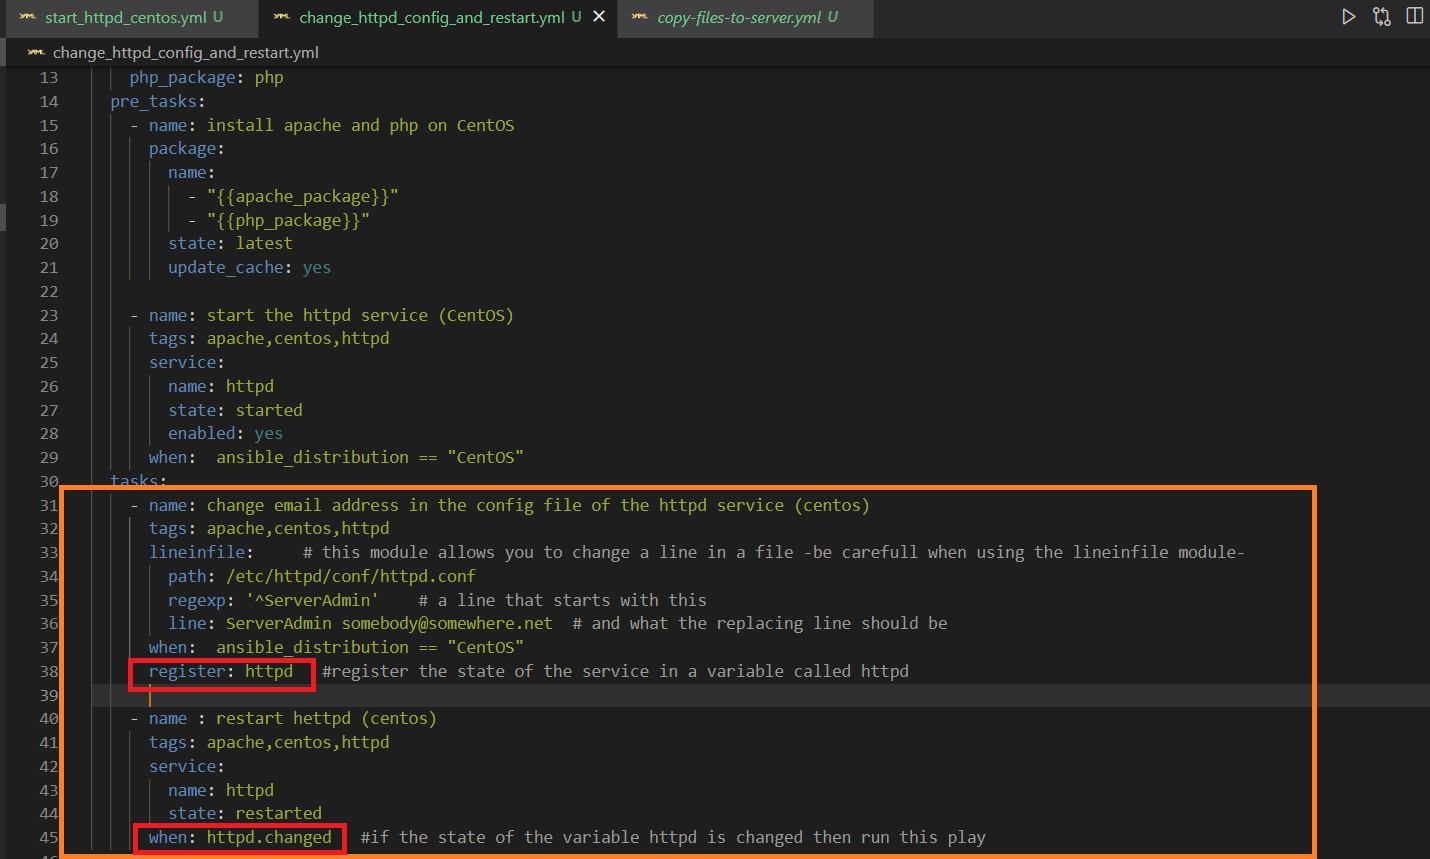 start_httpd_centos.yml U
change_httpd_config_and_restart.yml U
copy-files-to-server.yml U
change_httpd_config_and_restart.yml
13 php_package: php
14 pre_tasks:
15 - name: install apache and php on CentOS
16 package:
17 name:
18 - "{{apache_package}}"
19 - "{{php_package}}"
20 state: latest
21 update_cache: yes
22
23 - name: start the httpd service (CentOS)
24 tags: apache,centos,httpd
25 service:
26 name: httpd
27 state: started
28 enabled: yes
29 when:  ansible_distribution == "CentOS"
30 tasks:
31 - name: change email address in the config file of the httpd service (centos)
32 tags: apache,centos,httpd
33 lineinfile:     # this module allows you to change a line in a file -be carefull when using the lineinfile module-
34 path: /etc/httpd/conf/httpd.conf
35 regexp: '^ServerAdmin'    # a line that starts with this
36 line: ServerAdmin somebody@somewhere.net  # and what the replacing line should be
37 when:  ansible_distribution == "CentOS"
38 register: httpd   #register the state of the service in a variable called httpd
39
40 - name : restart hettpd (centos)
41 tags: apache,centos,httpd
42 service:
43 name: httpd
44 state: restarted
45 when: httpd.changed   #if the state of the variable httpd is changed then run this play